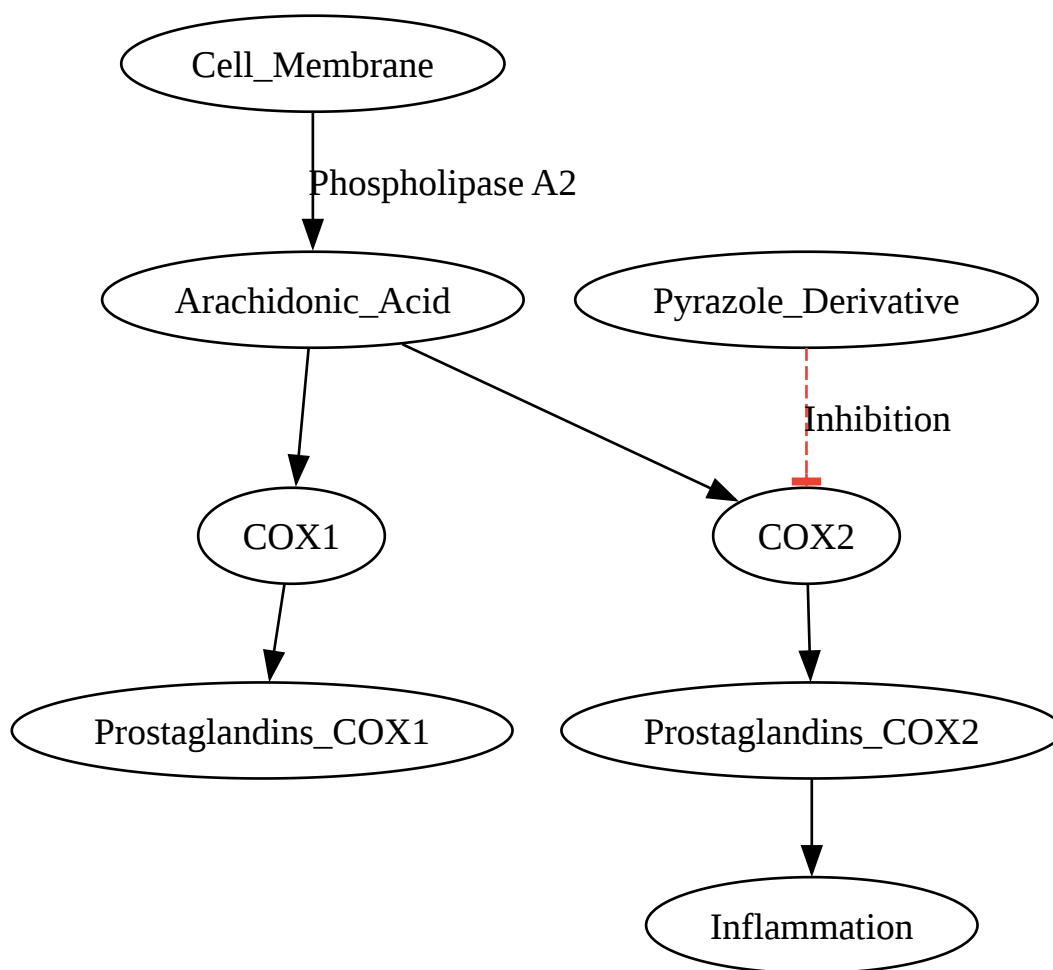 Cell_Membrane
Phospholipase A2
Arachidonic_Acid
Pyrazole_Derivative
Inhibition
COX1
COX2
Prostaglandins_COX1
Prostaglandins_COX2
Inflammation